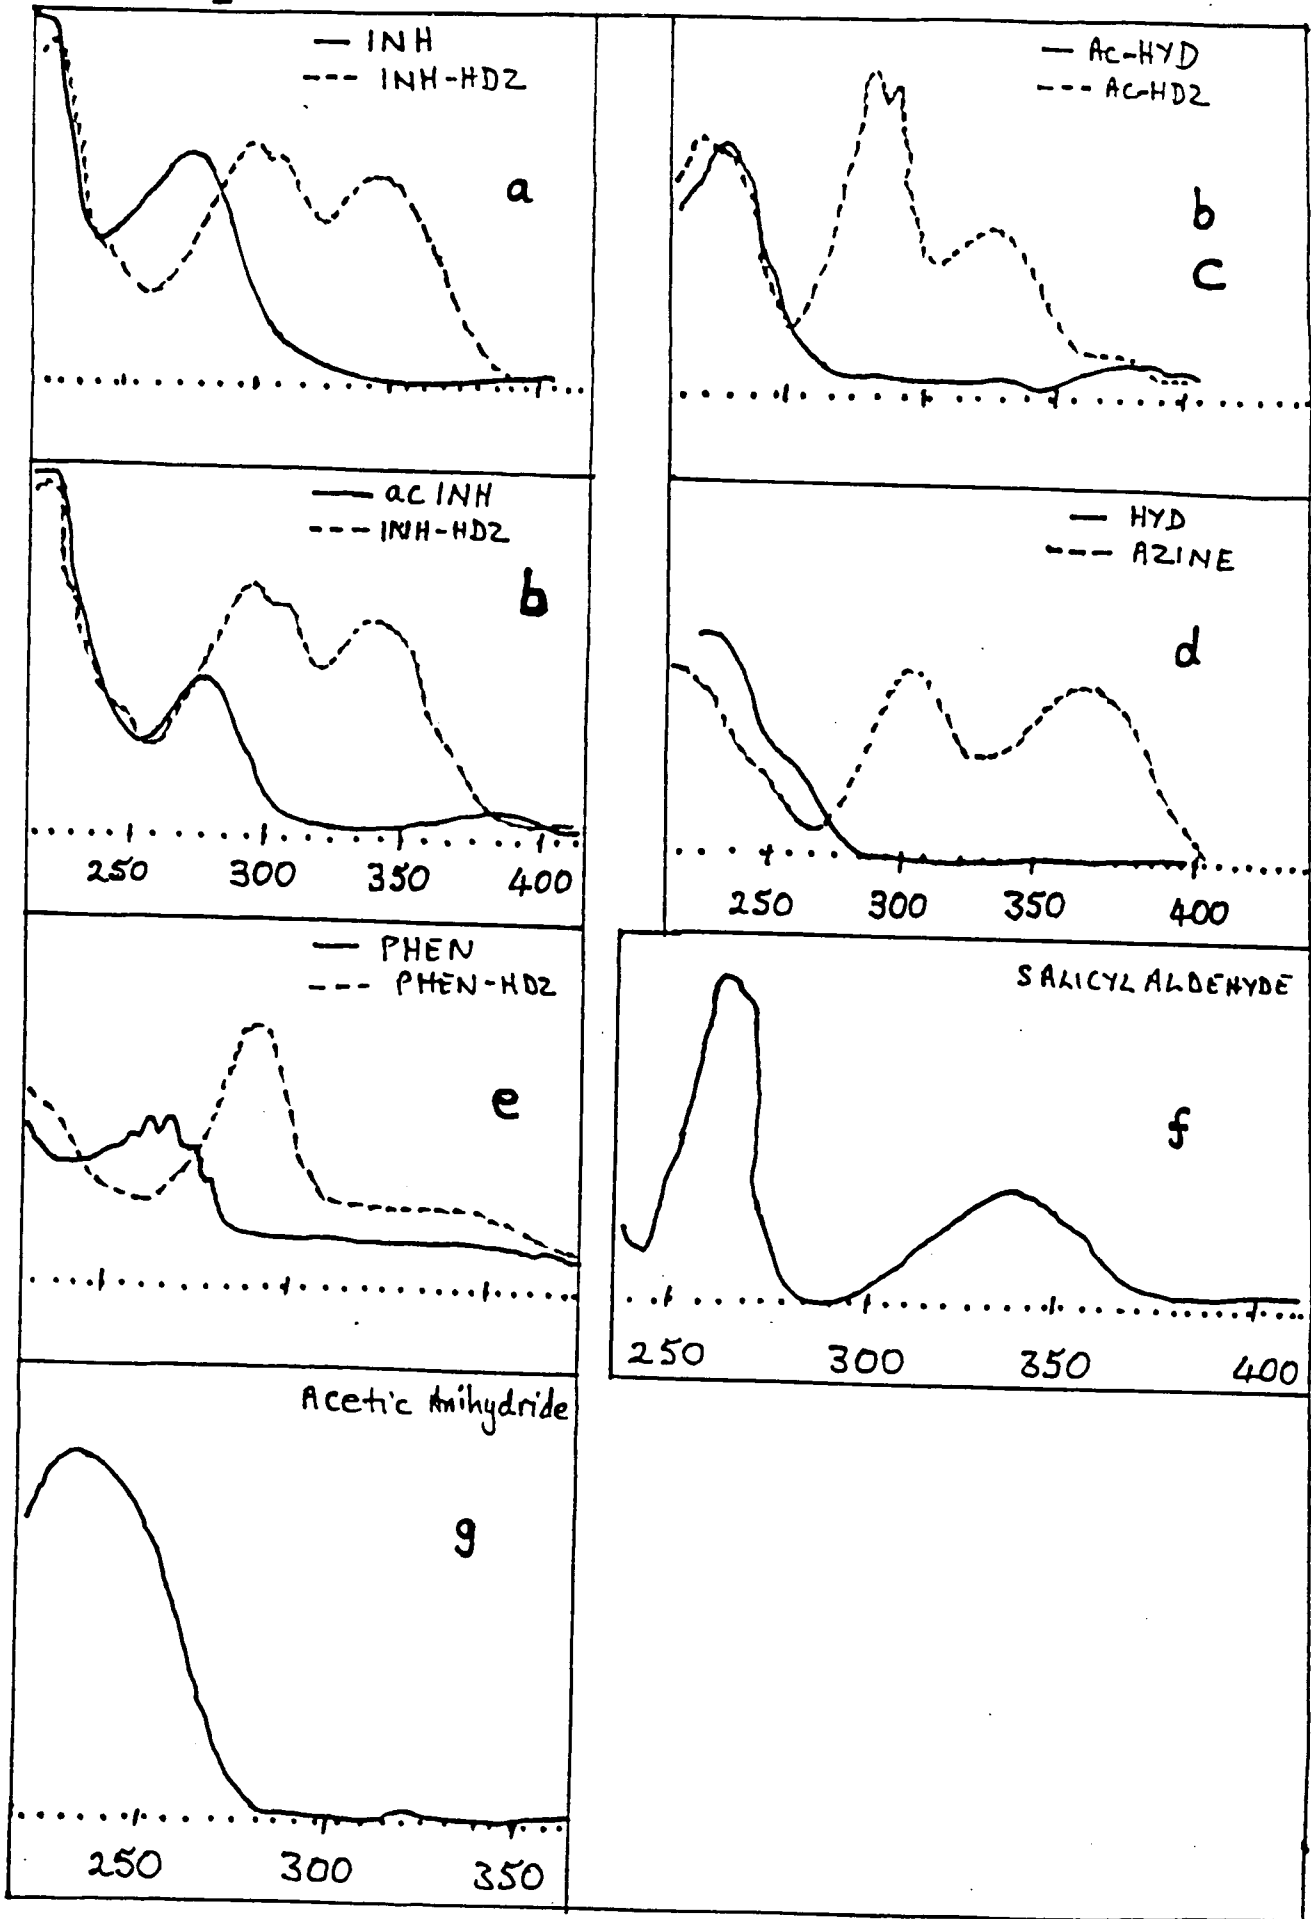 — INH
--- INH-HDZ
a
— Ac-HYD
--- Ac-HDZ
b
C
— ac INH
--- INH-HDZ
b
250 300 350 400
— HYD
--- AZINE
d
250 300 350 400
— PHEN
--- PHEN-HDZ
e
SALICYLALDEHYDE
f
250 300 350 400
Acetic Anihydride
g
250 300 350